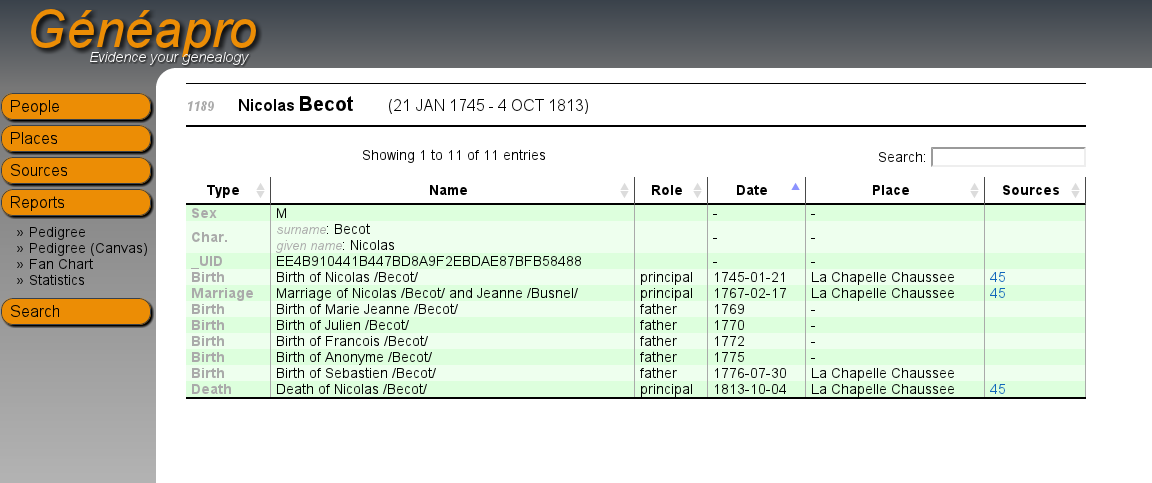 Généapro
Evidence your genealogy
People
Places
Sources
Reports
» Pedigree
» Pedigree (Canvas)
» Fan Chart
» Statistics
Search
1189 Nicolas Becot (21 JAN 1745 - 4 OCT 1813)
Showing 1 to 11 of 11 entries Search:
Type Name Role Date Place Sources
Sex M - -
Char. surname: Becot - -
given name: Nicolas
_UID EE4B910441B447BD8A9F2EBDAE87BFB58488 - -
Birth Birth of Nicolas /Becot/ principal 1745-01-21 La Chapelle Chaussee 45
Marriage Marriage of Nicolas /Becot/ and Jeanne /Busnel/ principal 1767-02-17 La Chapelle Chaussee 45
Birth Birth of Marie Jeanne /Becot/ father 1769 -
Birth Birth of Julien /Becot/ father 1770 -
Birth Birth of Francois /Becot/ father 1772 -
Birth Birth of Anonyme /Becot/ father 1775 -
Birth Birth of Sebastien /Becot/ father 1776-07-30 La Chapelle Chaussee
Death Death of Nicolas /Becot/ principal 1813-10-04 La Chapelle Chaussee 45